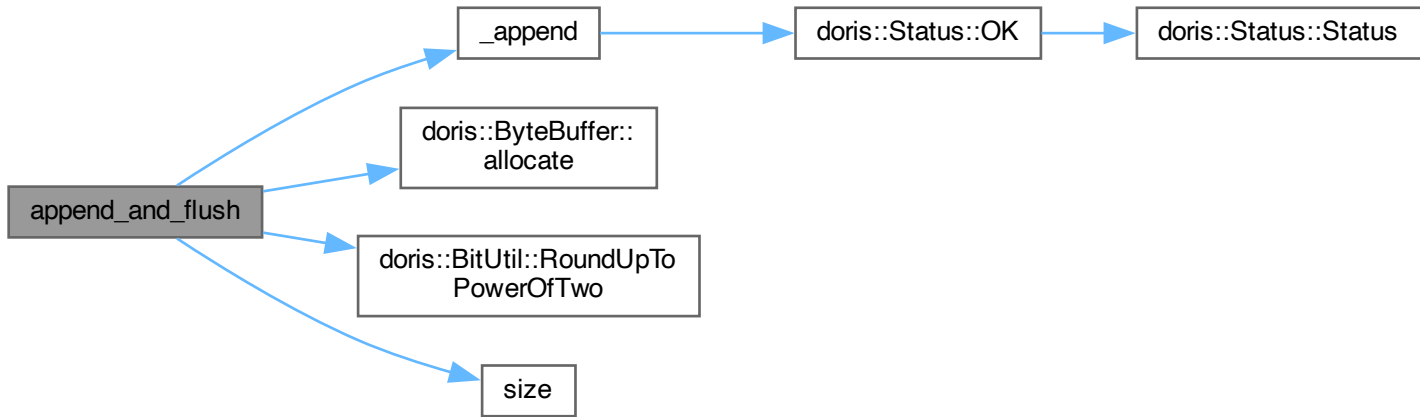 _append
doris::Status::OK
doris::Status::Status
doris::ByteBuffer::
allocate
append_and_flush
doris::BitUtil::RoundUpTo
PowerOfTwo
size